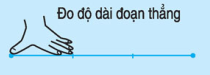 Đo độ dài đoạn thẳng